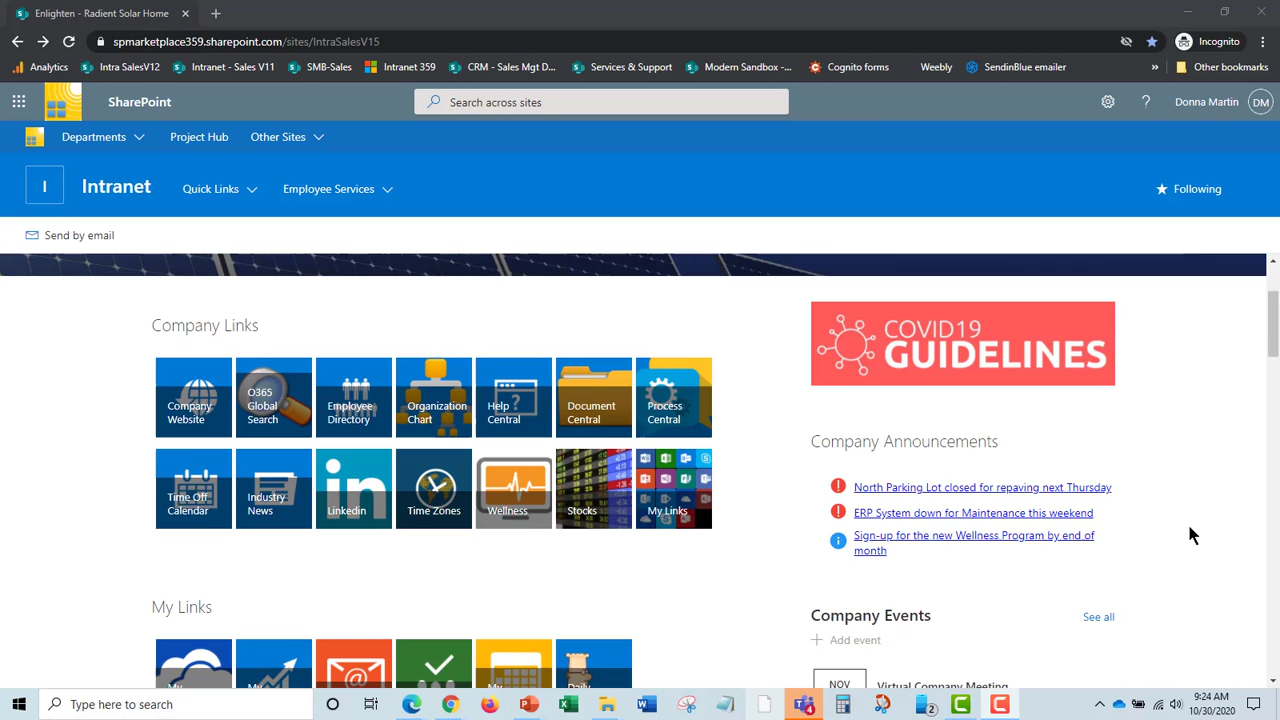 Enlighten - Radient Solar Home
spmarketplace359.sharepoint.com/sites/IntraSalesV15
Incognito
Analytics
Intra SalesV12
Intranet - Sales V11
SMB-Sales
Intranet 359
CRM - Sales Mgt D...
Services & Support
Modern Sandbox -...
Cognito forms
Weebly
SendinBlue emailer
Other bookmarks
SharePoint
Search across sites
Donna Martin
DM
Departments
Project Hub
Other Sites
I
Intranet
Quick Links
Employee Services
Following
Send by email
Company Links
Company
Website
O365
Global
Search
Employee
Directory
Organization
Chart
Help
Central
Document
Central
Process
Central
Time Off
Calendar
Industry
News
Linkedin
Time Zones
Wellness
Stocks
My Links
COVID19
GUIDELINES
Company Announcements
North Parking Lot closed for repaving next Thursday
ERP System down for Maintenance this weekend
Sign-up for the new Wellness Program by end of
month
My Links
Company Events
See all
Add event
NOV
Virtual Company Meeting
My
My
My
Daily
Type here to search
4
2
9:24 AM
10/30/2020